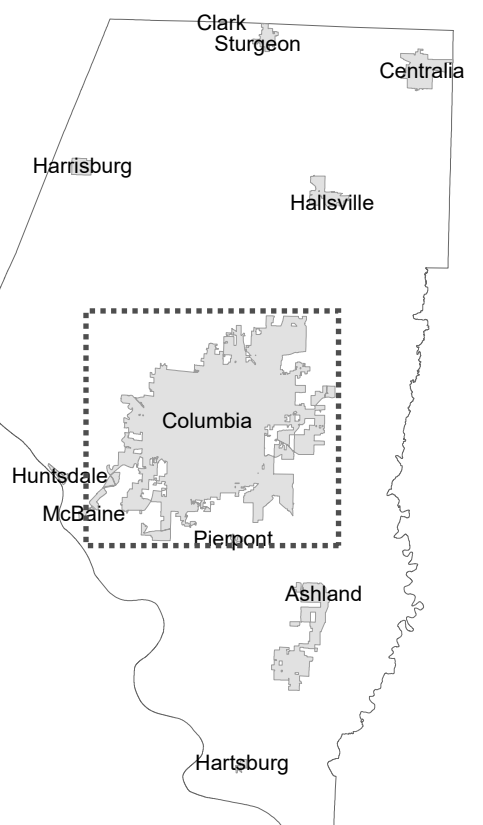 Clark
Sturgeon
Centralia
Harrisburg
Hallsville
Columbia
Huntsdale
McBaine
Pierpont
Ashland
Hartsburg